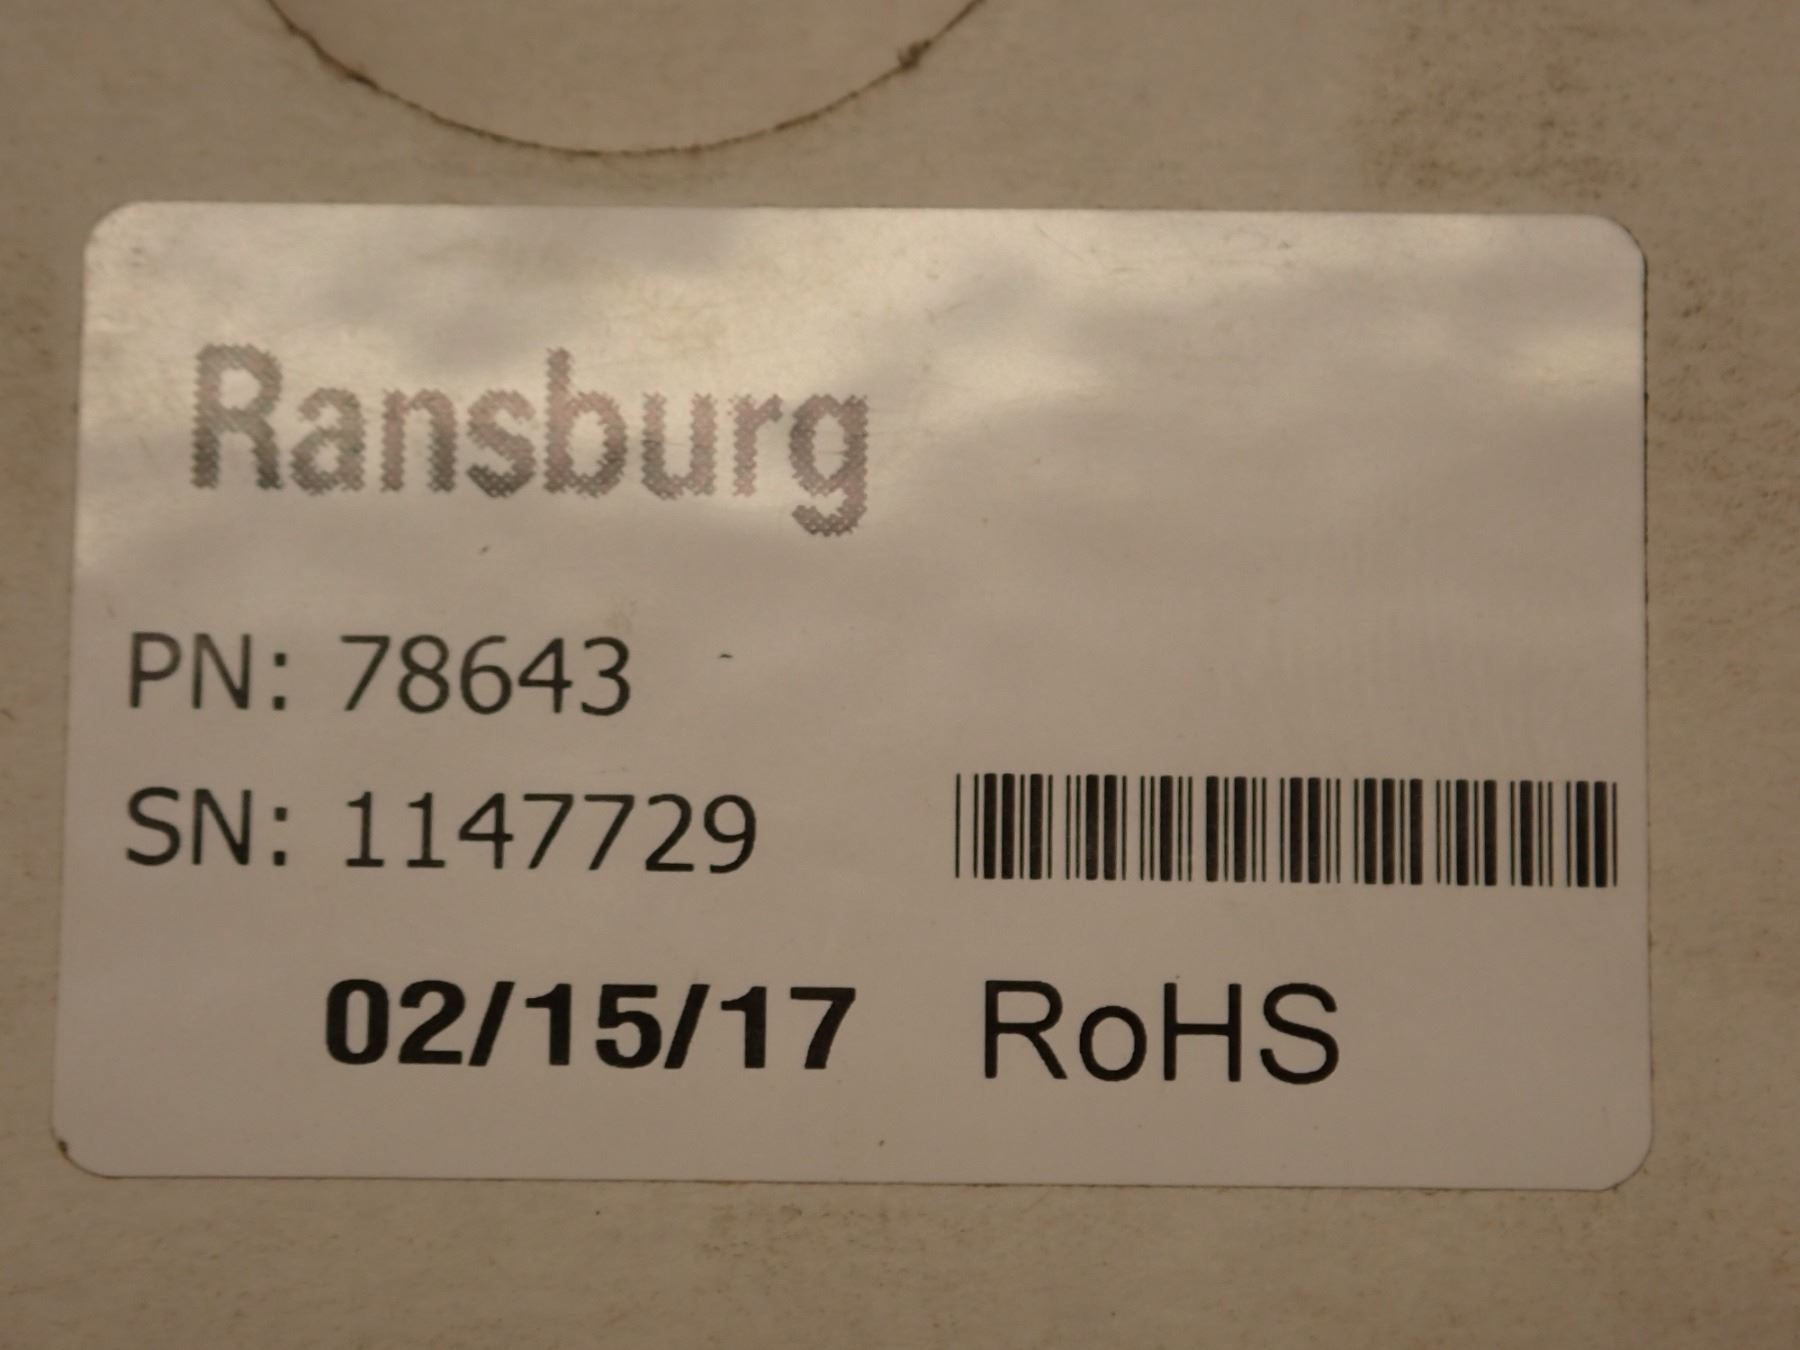 Ransburg
PN: 78643
SN: 1147729
02/15/17 RoHS